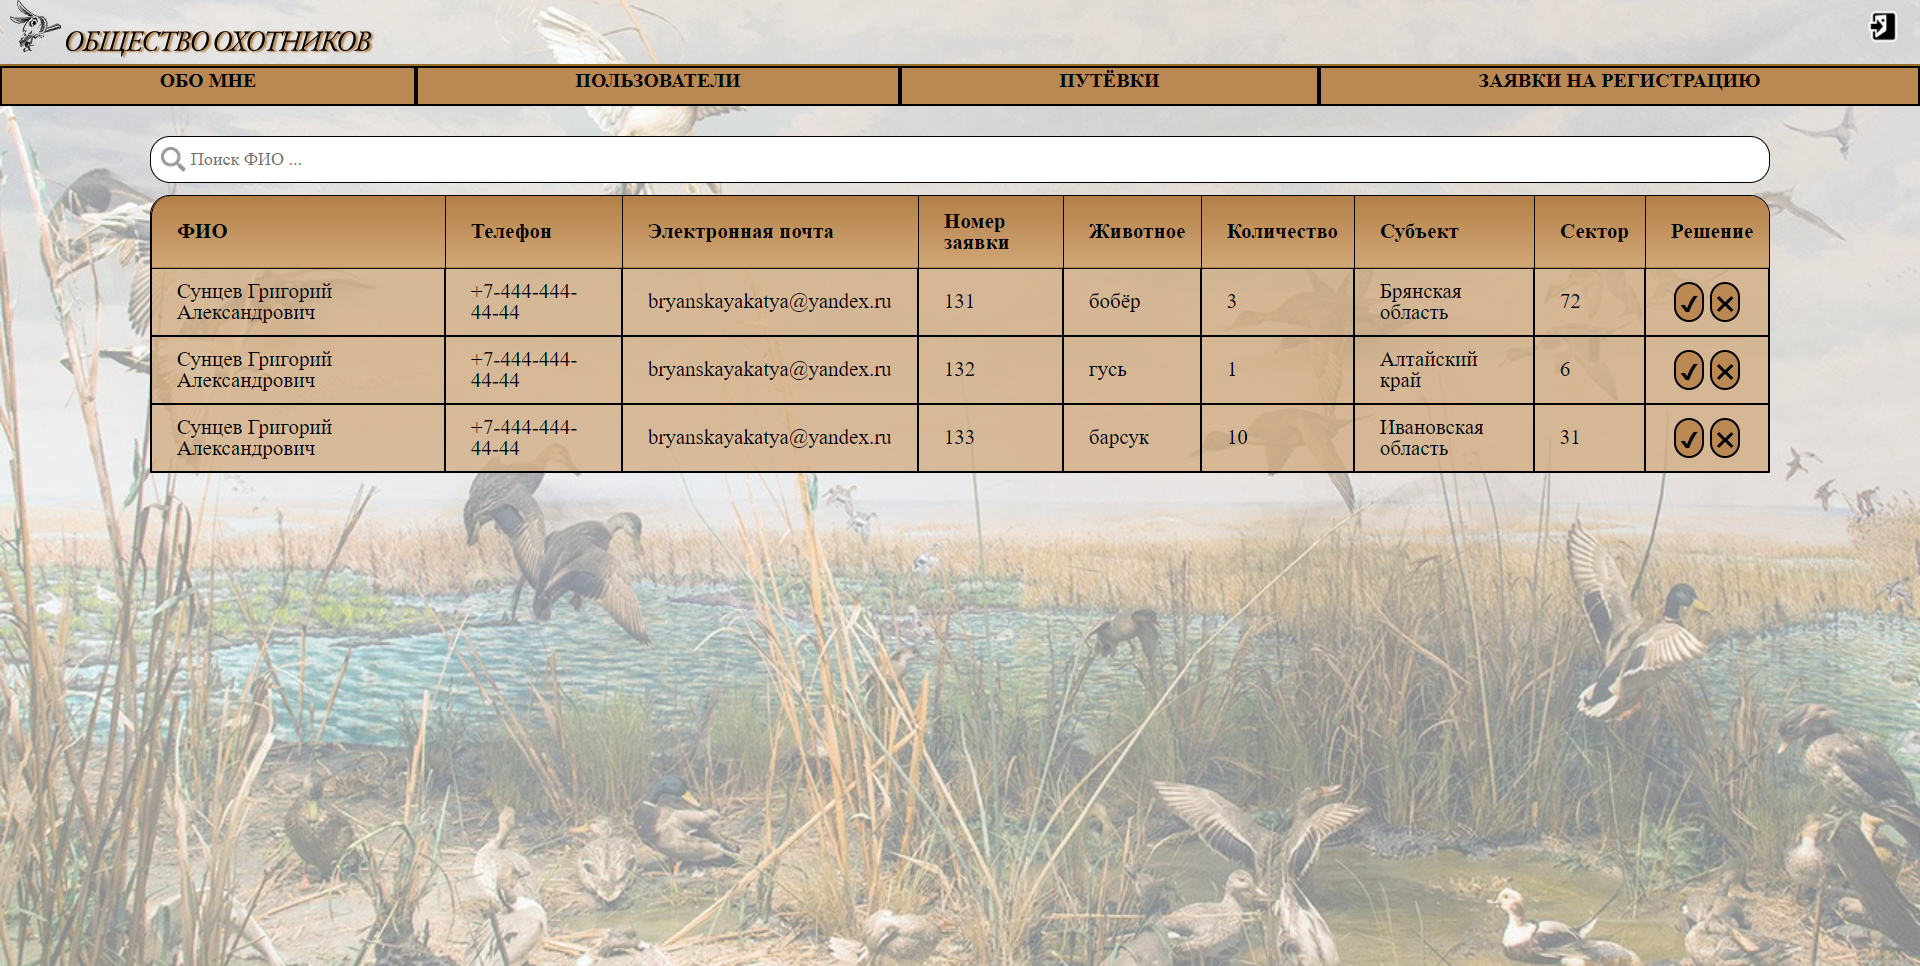 ОБЩЕСТВО ОХОТНИКОВ
ОБО МНЕ ПОЛЬЗОВАТЕЛИ ПУТЁВКИ ЗАЯВКИ НА РЕГИСТРАЦИЮ
Поиск ФИО ...
ФИО Телефон Электронная почта Номер заявки Животное Количество Субъект Сектор Решение
Сунцев Григорий Александрович +7-444-444-44-44 bryanskayakatya@yandex.ru 131 бобёр 3 Брянская область 72
Сунцев Григорий Александрович +7-444-444-44-44 bryanskayakatya@yandex.ru 132 гусь 1 Алтайский край 6
Сунцев Григорий Александрович +7-444-444-44-44 bryanskayakatya@yandex.ru 133 барсук 10 Ивановская область 31